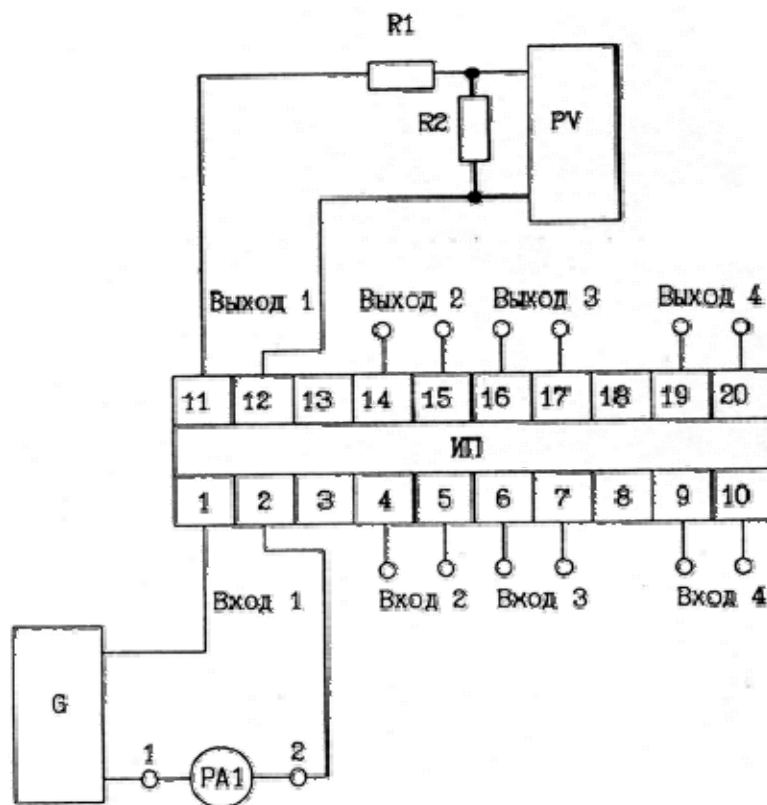 R1
R2
PV
Выход 1
Выход 2
Выход 3
Выход 4
11 12 13 14 15 16 17 18 19 20
ИП
1 2 3 4 5 6 7 8 9 10
Вход 1
Вход 2
Вход 3
Вход 4
G
1
PA1
2